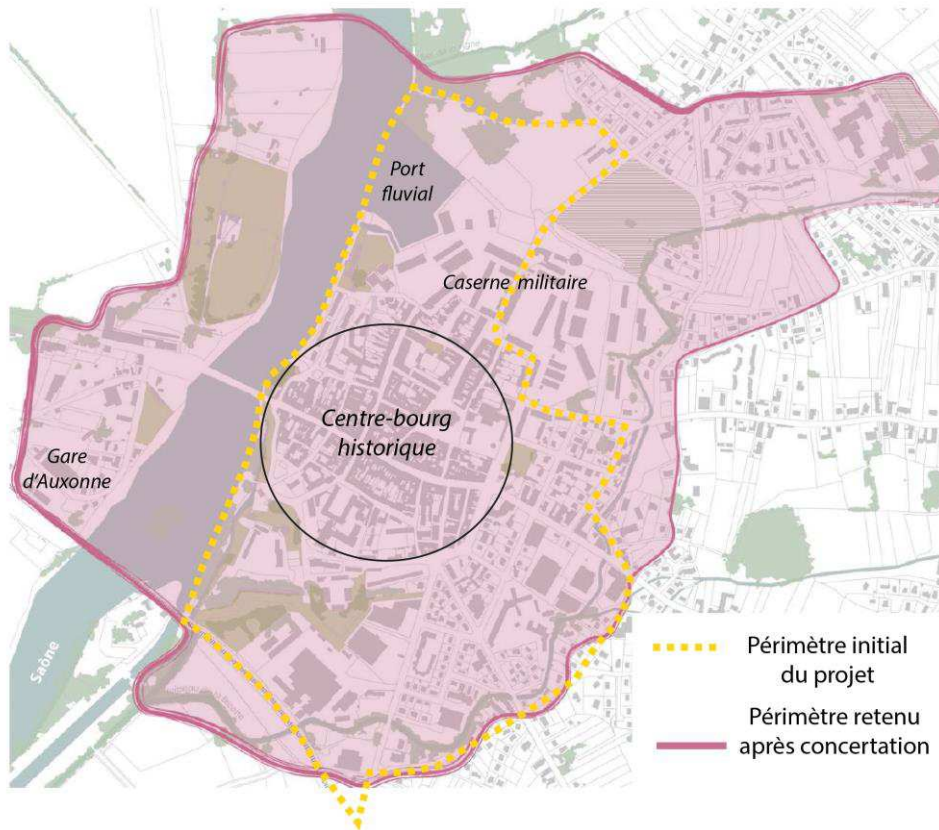 Port
fluvial
Caserne militaire
Centre-bourg
historique
Gare
d'Auxonne
Saône
Périmètre initial
du projet
Périmètre retenu
après concertation